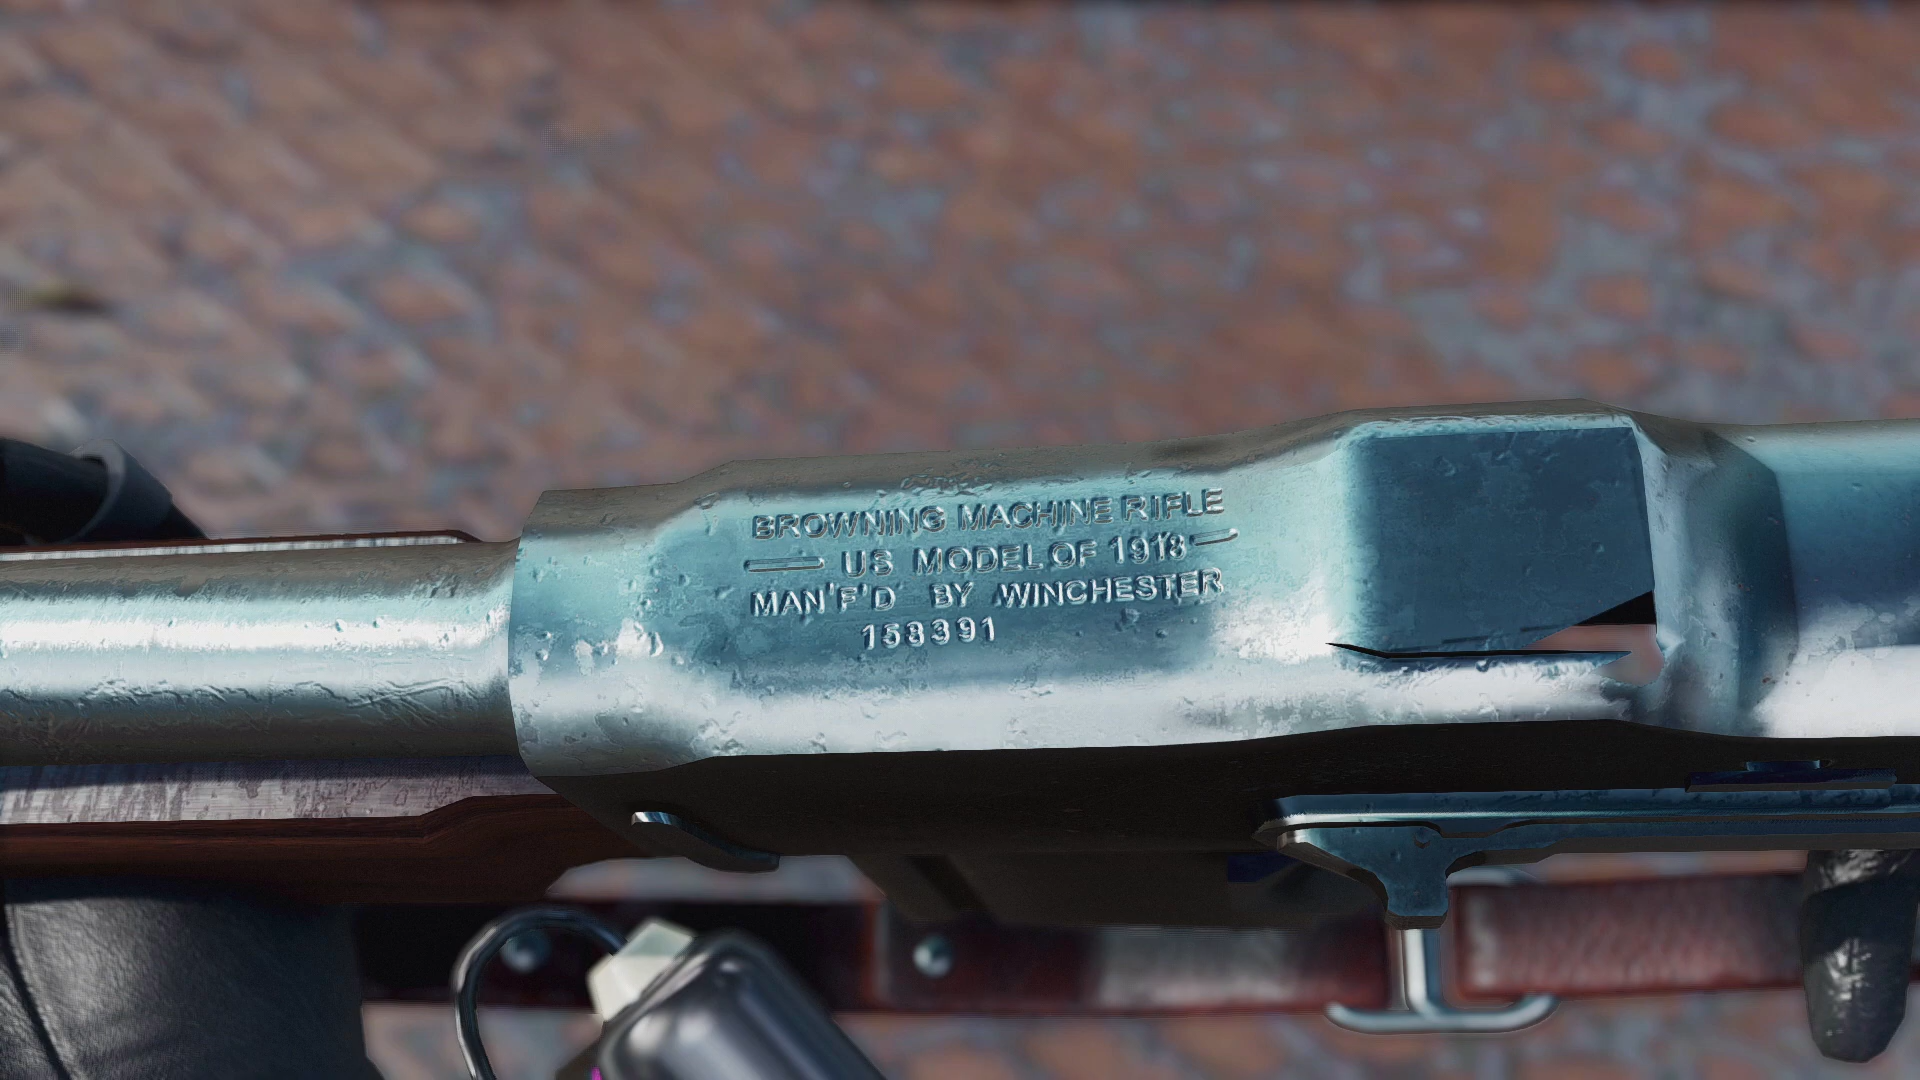 BROWNING MACHINE RIFLE
US MODEL OF 1918
MAN'F'D BY WINCHESTER
158391